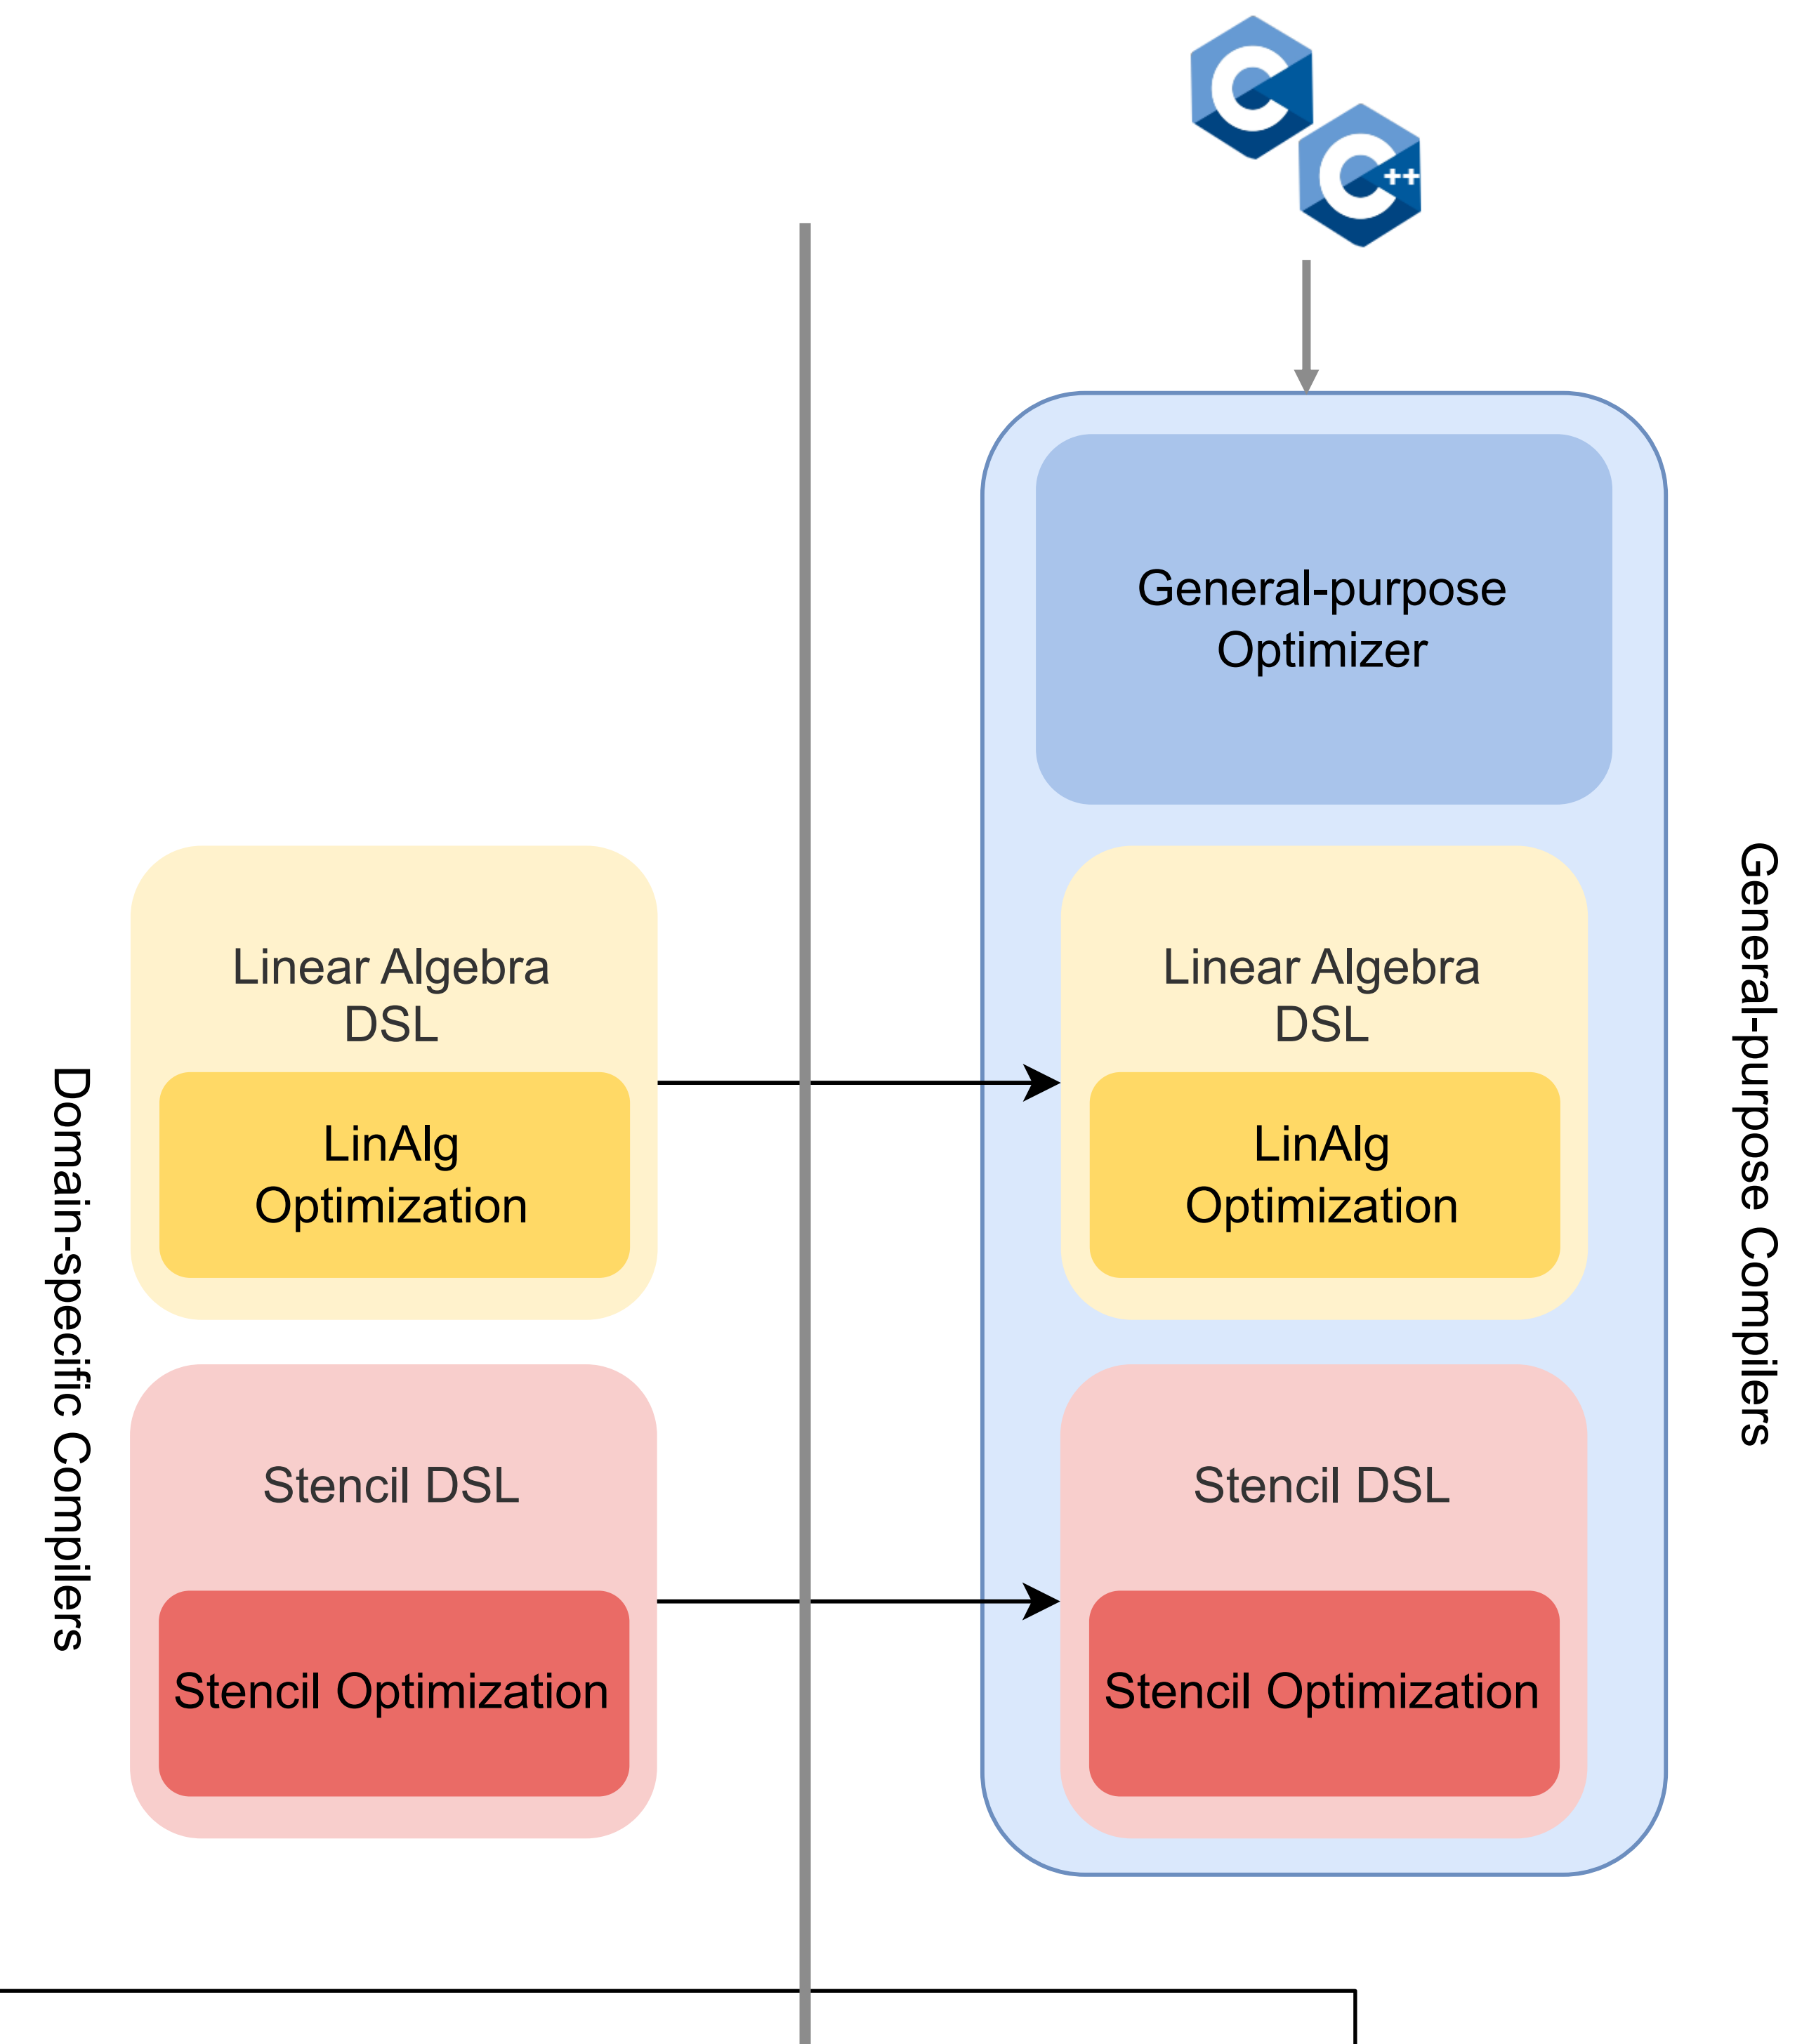 C
C++
General-purpose
Optimizer
Linear Algebra
DSL
LinAlg
Optimization
Stencil DSL
Stencil Optimization
Domain-specific Compilers
Linear Algebra
DSL
LinAlg
Optimization
Stencil DSL
Stencil Optimization
General-purpose Compilers